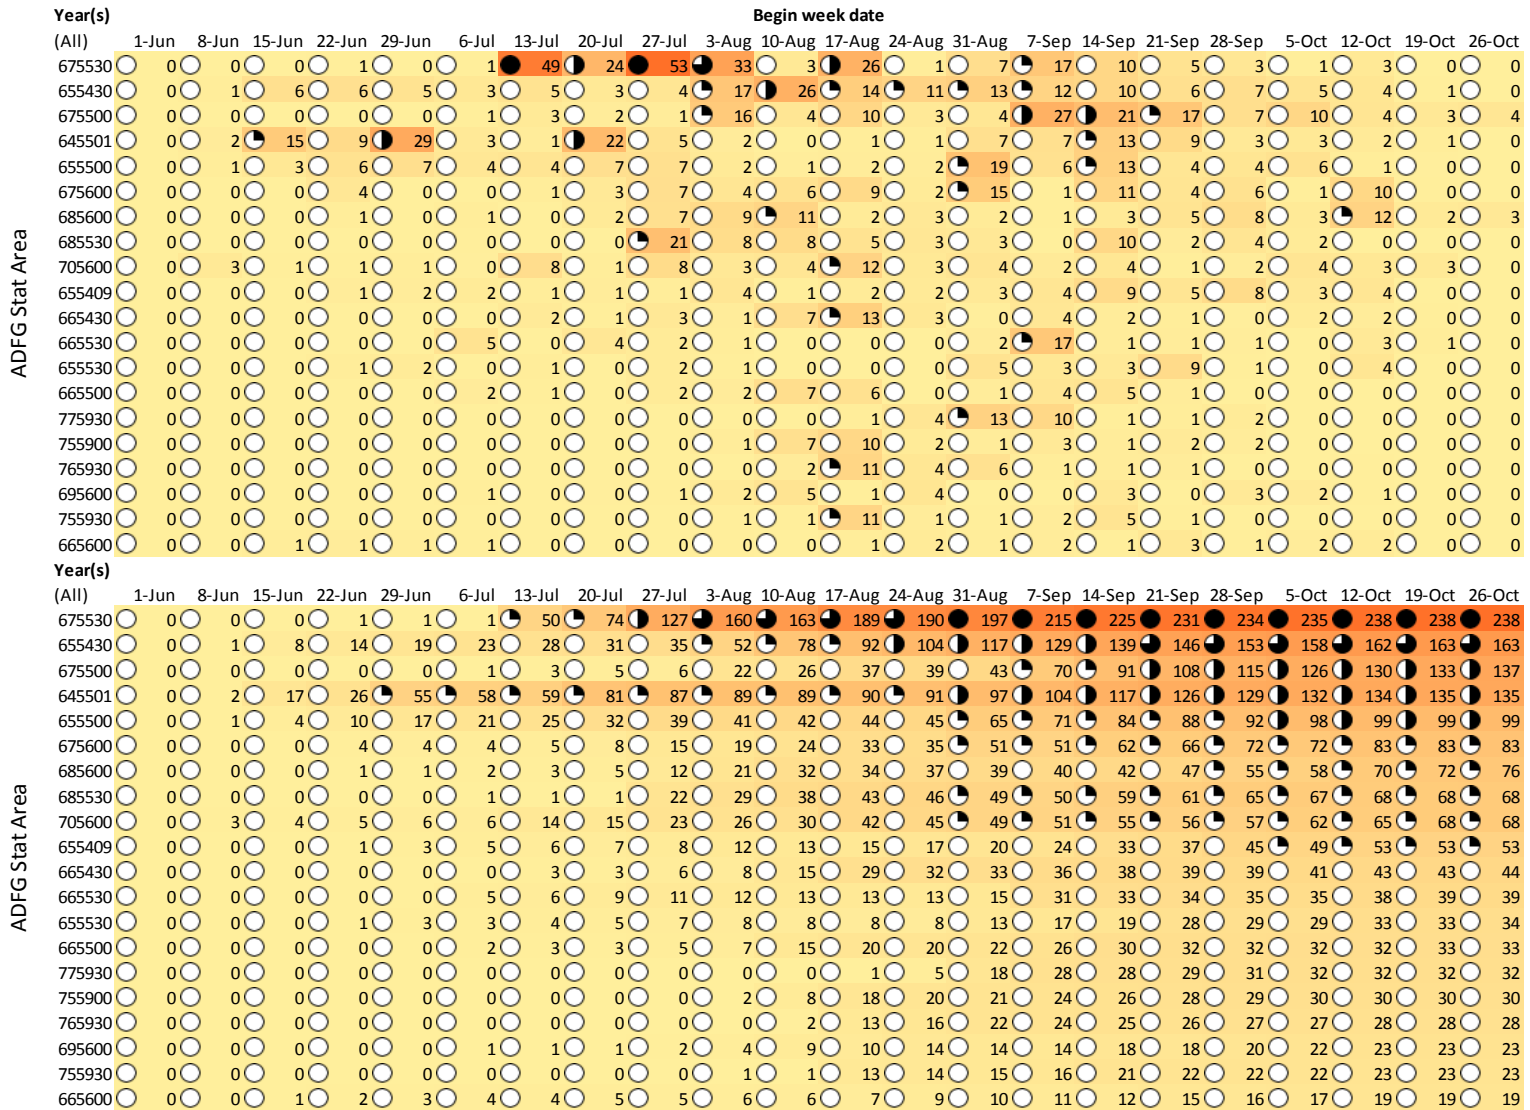 Year(s) Begin week date
(All) 1-Jun 8-Jun 15-Jun 22-Jun 29-Jun 6-Jul 13-Jul 20-Jul 27-Jul 3-Aug 10-Aug 17-Aug 24-Aug 31-Aug 7-Sep 14-Sep 21-Sep 28-Sep 5-Oct 12-Oct 19-Oct 26-Oct
ADFG Stat Area
675530 0 0 0 1 0 1 49 24 53 33 3 26 1 7 17 10 5 3 1 3 0 0
655430 0 1 6 6 5 3 5 3 4 17 26 14 11 13 12 10 6 7 5 4 1 0
675500 0 0 0 0 0 1 3 2 1 16 4 10 3 4 27 21 17 7 10 4 3 4
645501 0 2 15 9 29 3 1 22 5 2 0 1 1 7 7 13 9 3 3 2 1 0
655500 0 1 3 6 7 4 4 7 7 2 1 2 2 19 6 13 4 4 6 1 0 0
675600 0 0 0 4 0 0 1 3 7 4 6 9 2 15 1 11 4 6 1 10 0 0
685600 0 0 0 1 0 1 0 2 7 9 11 2 3 2 1 3 5 8 3 12 2 3
685530 0 0 0 0 0 0 0 0 21 8 8 5 3 3 0 10 2 4 2 0 0 0
705600 0 3 1 1 1 0 8 1 8 3 4 12 3 4 2 4 1 2 4 3 3 0
655409 0 0 0 1 2 2 1 1 1 4 1 2 2 3 4 9 5 8 3 4 0 0
665430 0 0 0 0 0 0 2 1 3 1 7 13 3 0 4 2 1 0 2 2 0 0
665530 0 0 0 0 0 5 0 4 2 1 0 0 0 2 17 1 1 1 0 3 1 0
655530 0 0 0 1 2 0 1 0 2 1 0 0 0 5 3 3 9 1 0 4 0 0
665500 0 0 0 0 0 2 1 0 2 2 7 6 0 1 4 5 1 0 0 0 0 0
775930 0 0 0 0 0 0 0 0 0 0 0 1 4 13 10 1 1 2 0 0 0 0
755900 0 0 0 0 0 0 0 0 0 1 7 10 2 1 3 1 2 2 0 0 0 0
765930 0 0 0 0 0 0 0 0 0 0 2 11 4 6 1 1 1 0 0 0 0 0
695600 0 0 0 0 0 1 0 0 1 2 5 1 4 0 0 3 0 3 2 1 0 0
755930 0 0 0 0 0 0 0 0 0 1 1 11 1 1 2 5 1 0 0 0 0 0
665600 0 0 1 1 1 1 0 0 0 0 0 1 2 1 2 1 3 1 2 2 0 0
Year(s)
(All) 1-Jun 8-Jun 15-Jun 22-Jun 29-Jun 6-Jul 13-Jul 20-Jul 27-Jul 3-Aug 10-Aug 17-Aug 24-Aug 31-Aug 7-Sep 14-Sep 21-Sep 28-Sep 5-Oct 12-Oct 19-Oct 26-Oct
ADFG Stat Area
675530 0 0 0 1 1 1 50 74 127 160 163 189 190 197 215 225 231 234 235 238 238 238
655430 0 1 8 14 19 23 28 31 35 52 78 92 104 117 129 139 146 153 158 162 163 163
675500 0 0 0 0 0 1 3 5 6 22 26 37 39 43 70 91 108 115 126 130 133 137
645501 0 2 17 26 55 58 59 81 87 89 89 90 91 97 104 117 126 129 132 134 135 135
655500 0 1 4 10 17 21 25 32 39 41 42 44 45 65 71 84 88 92 98 99 99 99
675600 0 0 0 4 4 4 5 8 15 19 24 33 35 51 51 62 66 72 72 83 83 83
685600 0 0 0 1 1 2 3 5 12 21 32 34 37 39 40 42 47 55 58 70 72 76
685530 0 0 0 0 0 1 1 1 22 29 38 43 46 49 50 59 61 65 67 68 68 68
705600 0 3 4 5 6 6 14 15 23 26 30 42 45 49 51 55 56 57 62 65 68 68
655409 0 0 0 1 3 5 6 7 8 12 13 15 17 20 24 33 37 45 49 53 53 53
665430 0 0 0 0 0 0 3 3 6 8 15 29 32 33 36 38 39 39 41 43 43 44
665530 0 0 0 0 0 5 6 9 11 12 13 13 13 15 31 33 34 35 35 38 39 39
655530 0 0 0 1 3 3 4 5 7 8 8 8 8 13 17 19 28 29 29 33 33 34
665500 0 0 0 0 0 2 3 3 5 7 15 20 20 22 26 30 32 32 32 32 33 33
775930 0 0 0 0 0 0 0 0 0 0 0 1 5 18 28 28 29 31 32 32 32 32
755900 0 0 0 0 0 0 0 0 0 2 8 18 20 21 24 26 28 29 30 30 30 30
765930 0 0 0 0 0 0 0 0 0 0 2 13 16 22 24 25 26 27 27 28 28 28
695600 0 0 0 0 0 1 1 1 2 4 9 10 14 14 14 18 18 20 22 23 23 23
755930 0 0 0 0 0 0 0 0 0 1 1 13 14 15 16 21 22 22 22 23 23 23
665600 0 0 1 2 3 4 4 5 5 6 6 7 9 10 11 12 15 16 17 19 19 19